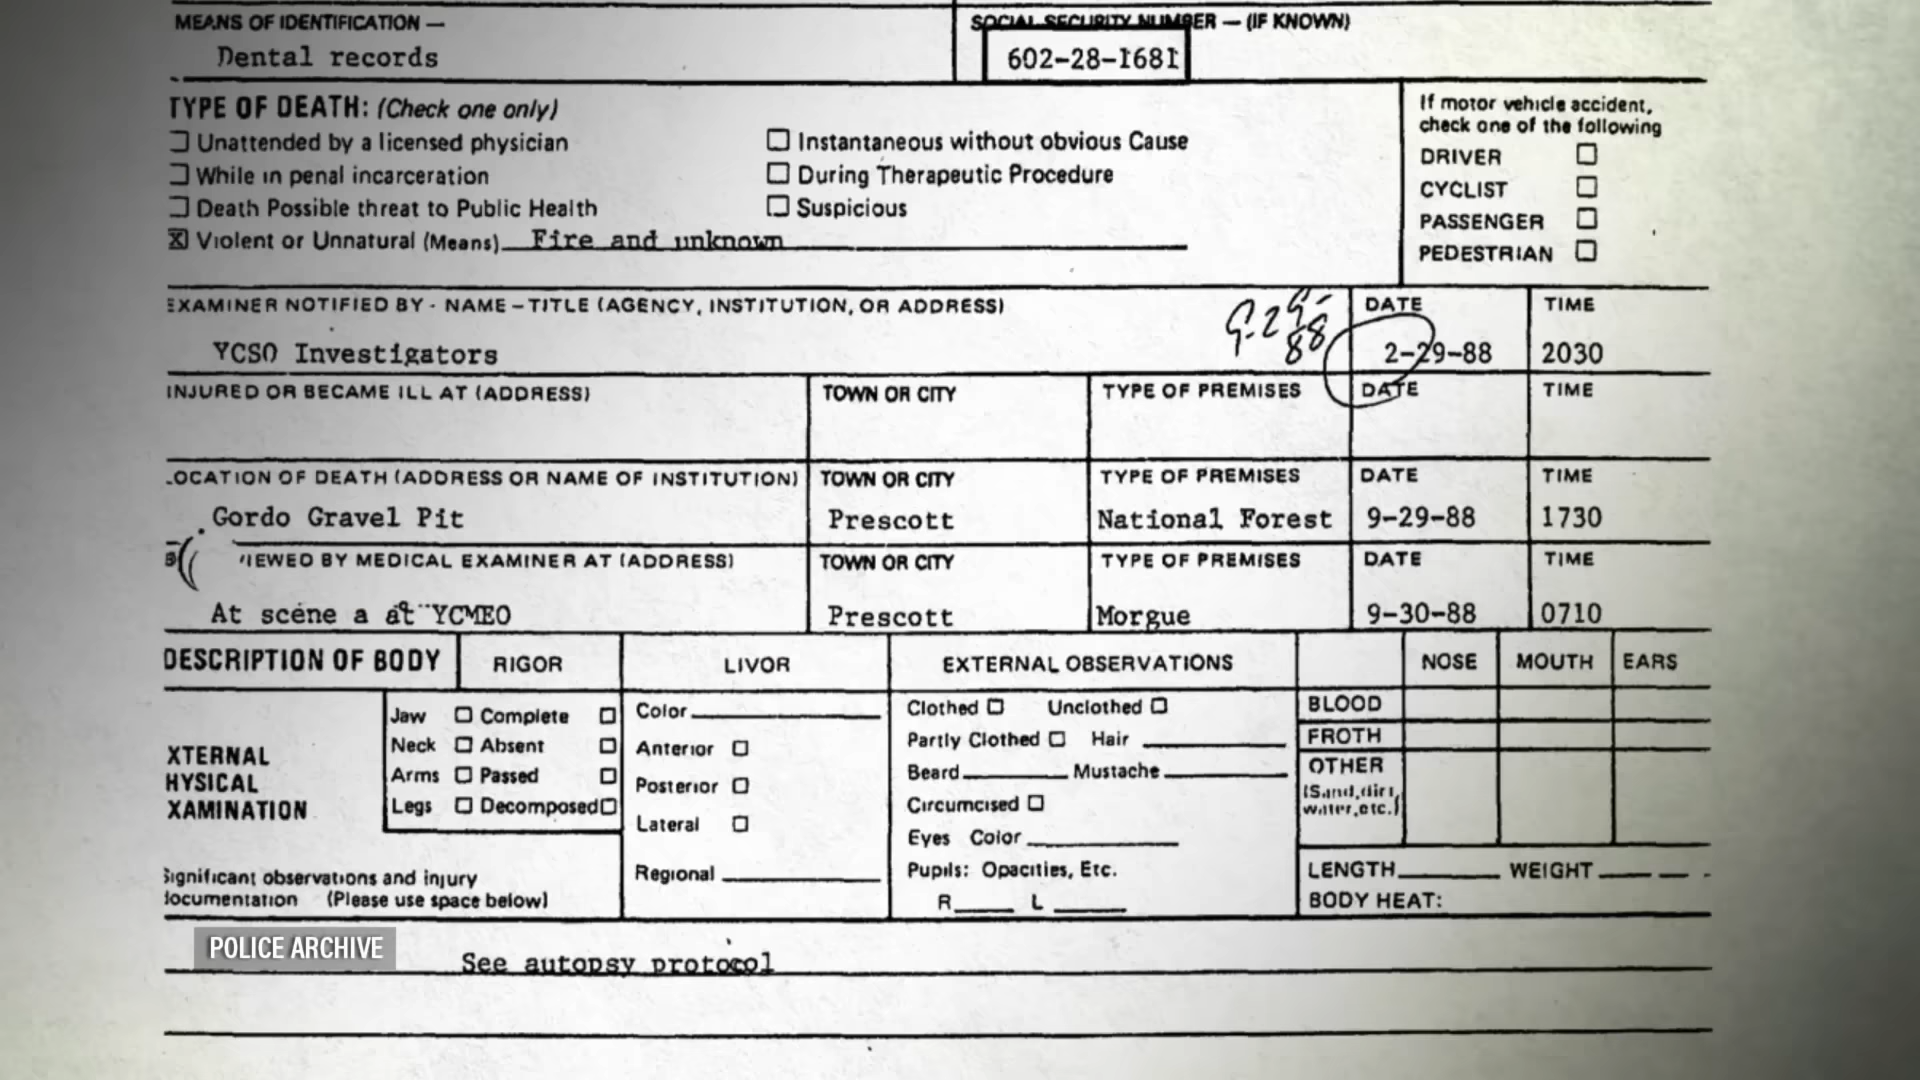 MEANS OF IDENTIFICATION —
SOCIAL SECURITY NUMBER — (IF KNOWN)
Dental records
602-28-1681
TYPE OF DEATH: (Check one only)
Unattended by a licensed physician
While in penal incarceration
Death Possible threat to Public Health
Violent or Unnatural (Means) Fire and unknown
Instantaneous without obvious Cause
During Therapeutic Procedure
Suspicious
If motor vehicle accident,
check one of the following
DRIVER
CYCLIST
PASSENGER
PEDESTRIAN
EXAMINER NOTIFIED BY - NAME – TITLE (AGENCY, INSTITUTION, OR ADDRESS)
DATE
TIME
YCSO Investigators
2-29-88
2030
INJURED OR BECAME ILL AT (ADDRESS)
TOWN OR CITY
TYPE OF PREMISES
DATE
TIME
LOCATION OF DEATH (ADDRESS OR NAME OF INSTITUTION)
TOWN OR CITY
TYPE OF PREMISES
DATE
TIME
Gordo Gravel Pit
Prescott
National Forest
9-29-88
1730
IEWED BY MEDICAL EXAMINER AT (ADDRESS)
TOWN OR CITY
TYPE OF PREMISES
DATE
TIME
At scene a at YCMEO
Prescott
Morgue
9-30-88
0710
DESCRIPTION OF BODY
RIGOR
LIVOR
EXTERNAL OBSERVATIONS
NOSE
MOUTH
EARS
XTERNAL
HYSICAL
XAMINATION
Jaw Complete
Neck Absent
Arms Passed
Legs Decomposed
Color
Anterior
Posterior
Lateral
Regional
Clothed Unclothed
Partly Clothed Hair
Beard Mustache
Circumcised
Eyes Color
Pupils: Opacities, Etc.
R L
BLOOD
FROTH
OTHER
(Sand, dirt,
water, etc.)
LENGTH WEIGHT
BODY HEAT:
Significant observations and injury
documentation (Please use space below)
POLICE ARCHIVE
See autopsy protocol